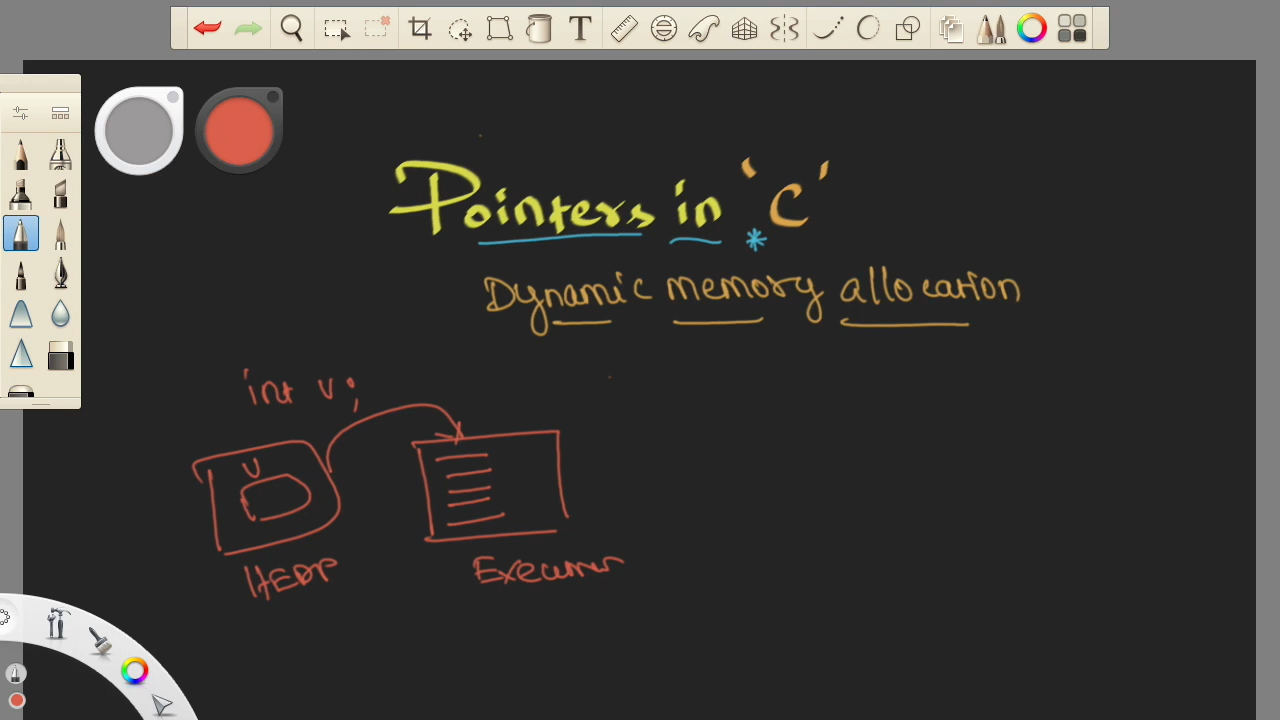 Pointers in 'C'
*
Dynamic memory allocation
int v;
v
HEAP